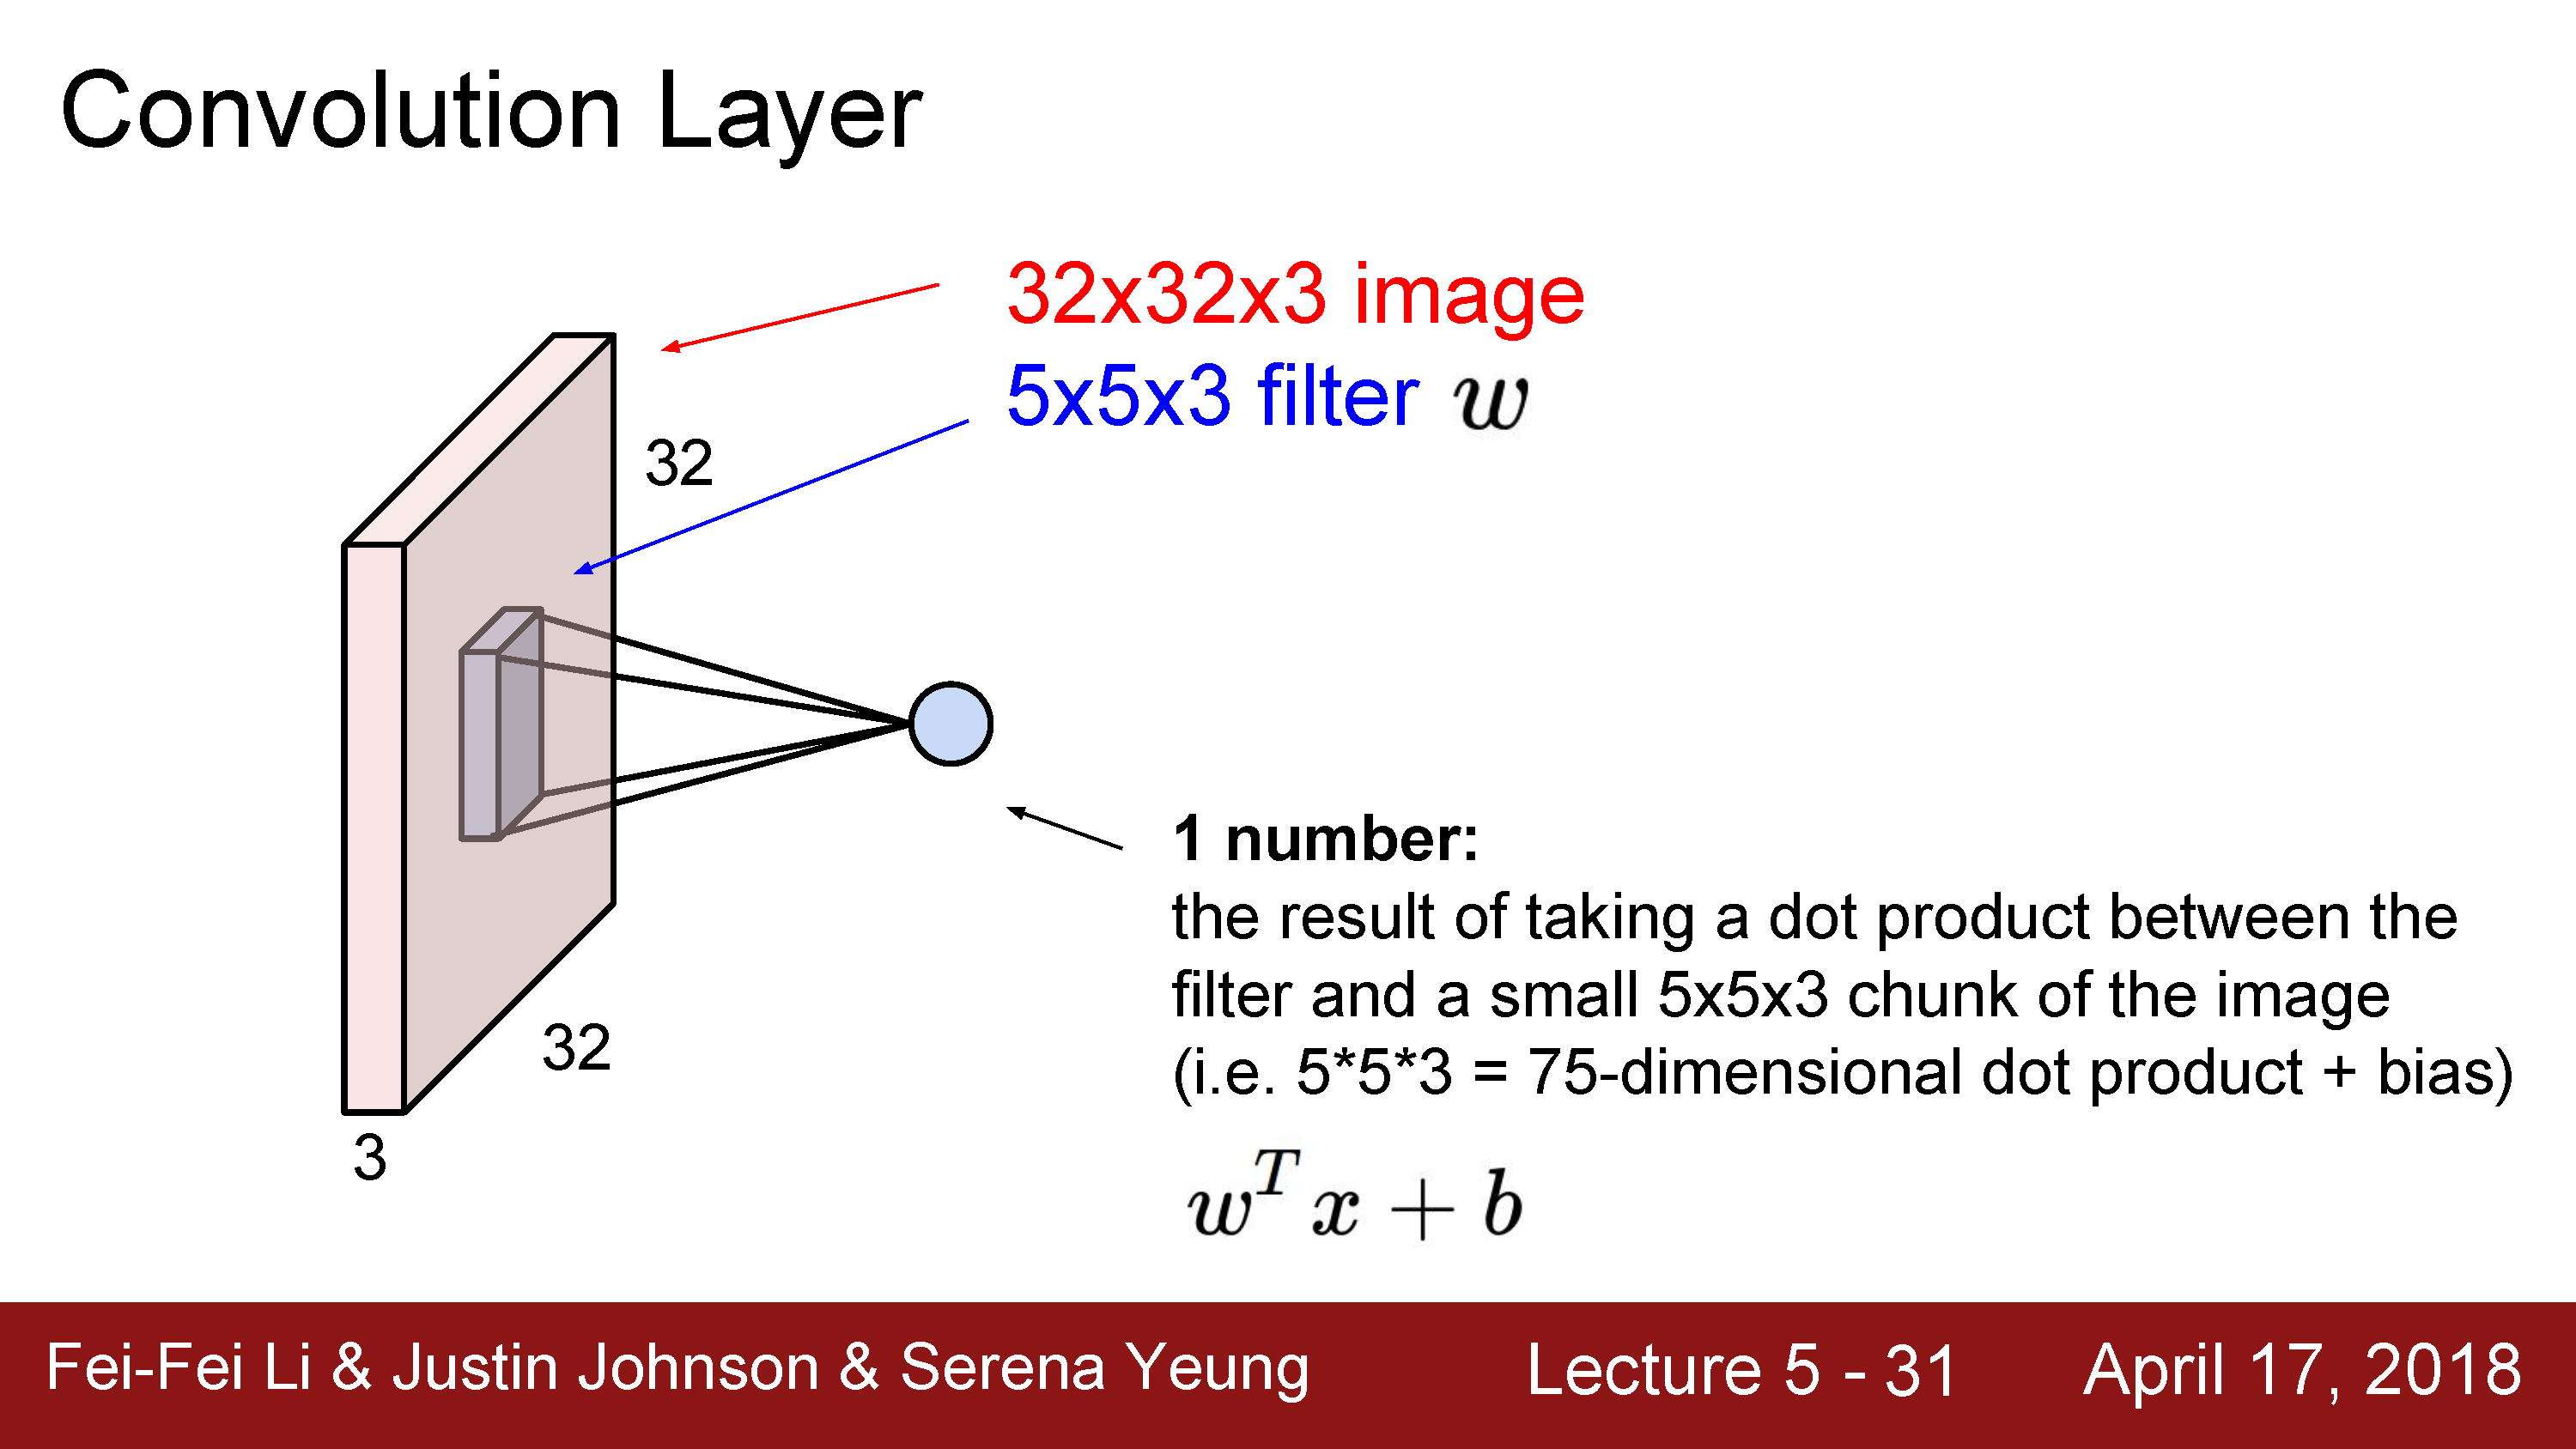 Convolution Layer
32x32x3 image
5x5x3 filter w
32
32
3
1 number:
the result of taking a dot product between the
filter and a small 5x5x3 chunk of the image
(i.e. 5*5*3 = 75-dimensional dot product + bias)
w^T x + b
Fei-Fei Li & Justin Johnson & Serena Yeung
Lecture 5 - 31
April 17, 2018